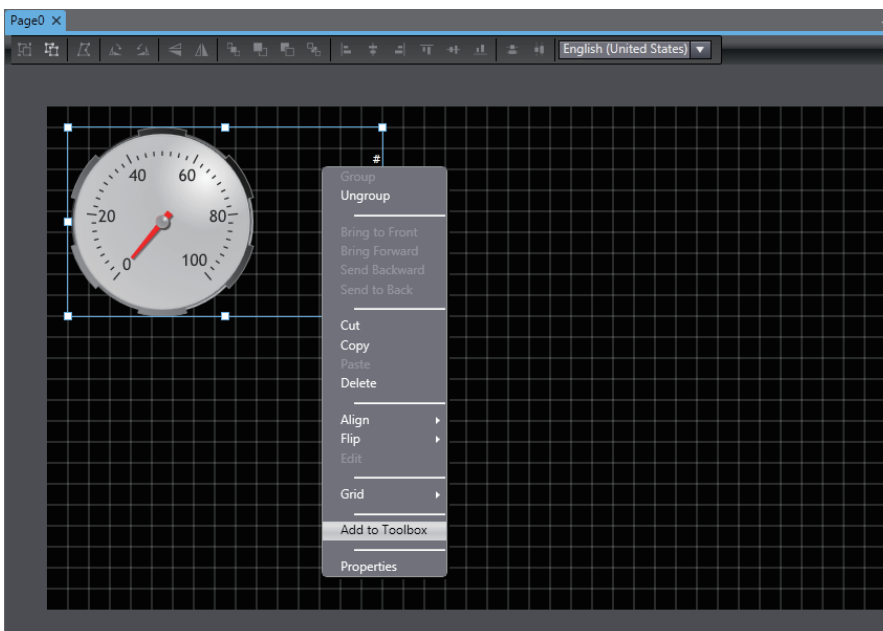 Page0
English (United States)
#
40 60
20 80
0 100
Group
Ungroup
Bring to Front
Bring Forward
Send Backward
Send to Back
Cut
Copy
Paste
Delete
Align
Flip
Edit
Grid
Add to Toolbox
Properties